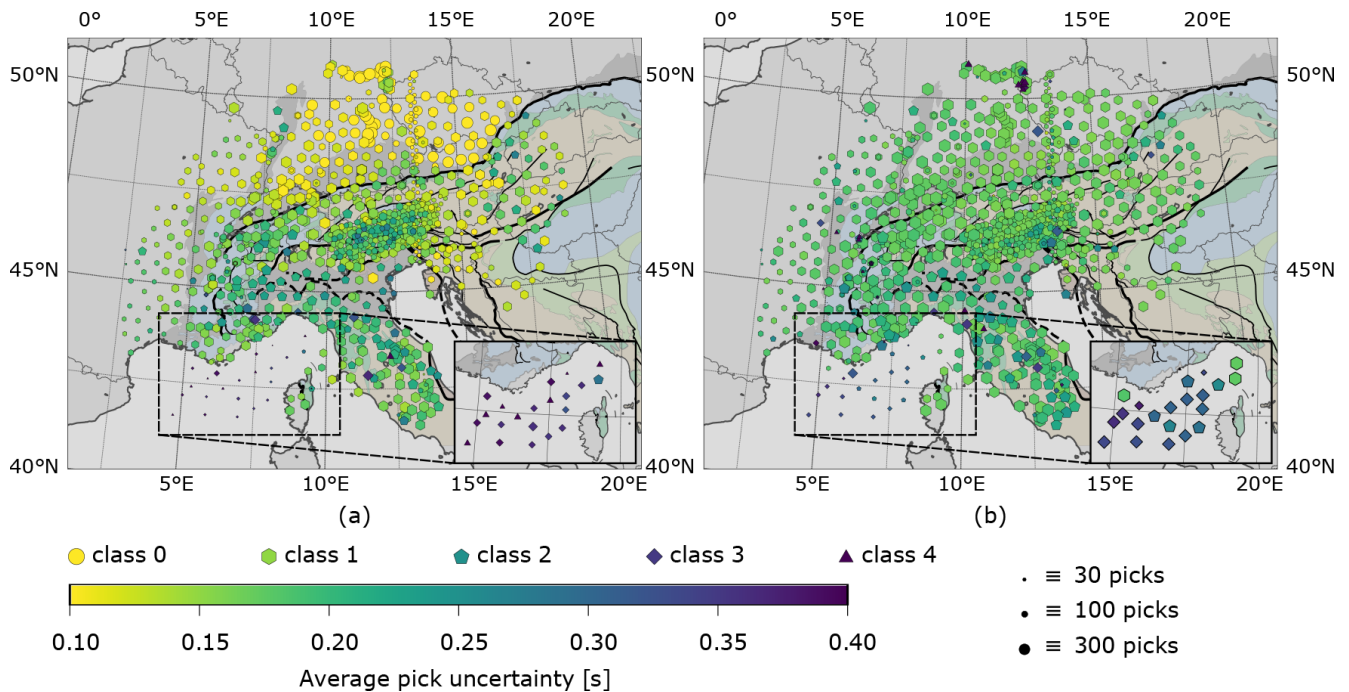 0° 5°E 10°E 15°E 20°E 0° 5°E 10°E 15°E 20°E
50°N 50°N 50°N
45°N 45°N 45°N
40°N 40°N 40°N
5°E 10°E 15°E 20°E 5°E 10°E 15°E 20°E
(a) (b)
class 0 class 1 class 2 class 3 class 4
≡ 30 picks
≡ 100 picks
≡ 300 picks
0.10 0.15 0.20 0.25 0.30 0.35 0.40
Average pick uncertainty [s]